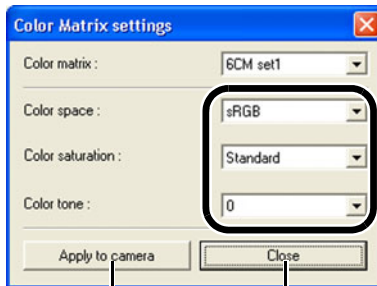 Color Matrix settings
Color matrix : 6CM set1
Color space : sRGB
Color saturation : Standard
Color tone : 0
Apply to camera Close